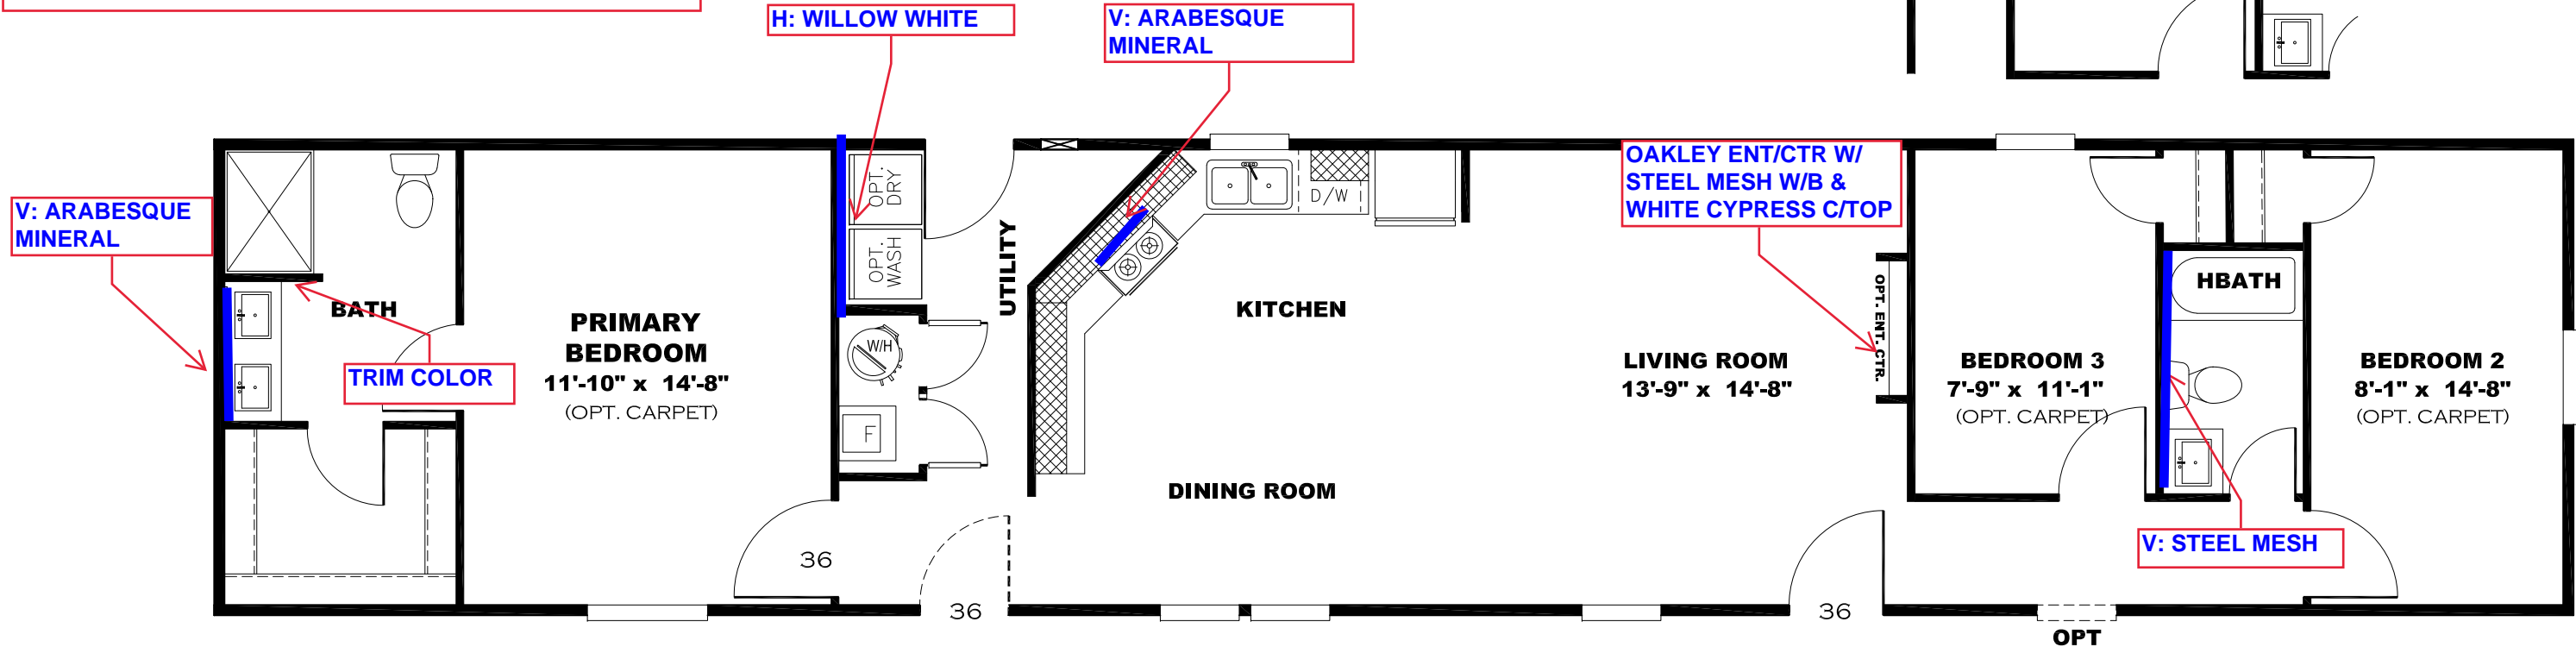 H: WILLOW WHITE
V: ARABESQUE
MINERAL
V: ARABESQUE
MINERAL
TRIM COLOR
BATH
PRIMARY
BEDROOM
11'-10" x 14'-8"
(OPT. CARPET)
OPT.
DRY
OPT.
WASH
W/H
F
UTILITY
36
36
D/W
KITCHEN
DINING ROOM
OAKLEY ENT/CTR W/
STEEL MESH W/B &
WHITE CYPRESS C/TOP
LIVING ROOM
13'-9" x 14'-8"
OPT. ENT. CTR.
36
BEDROOM 3
7'-9" x 11'-1"
(OPT. CARPET)
HBATH
V: STEEL MESH
BEDROOM 2
8'-1" x 14'-8"
(OPT. CARPET)
OPT